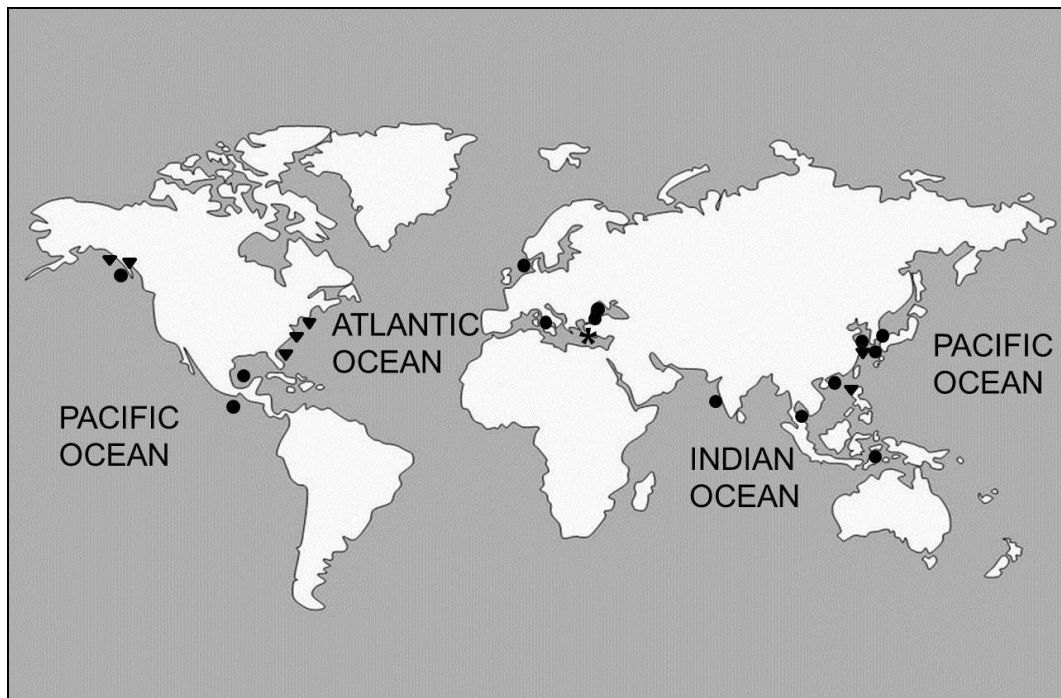 ATLANTIC
OCEAN
PACIFIC
OCEAN
PACIFIC
OCEAN
INDIAN
OCEAN